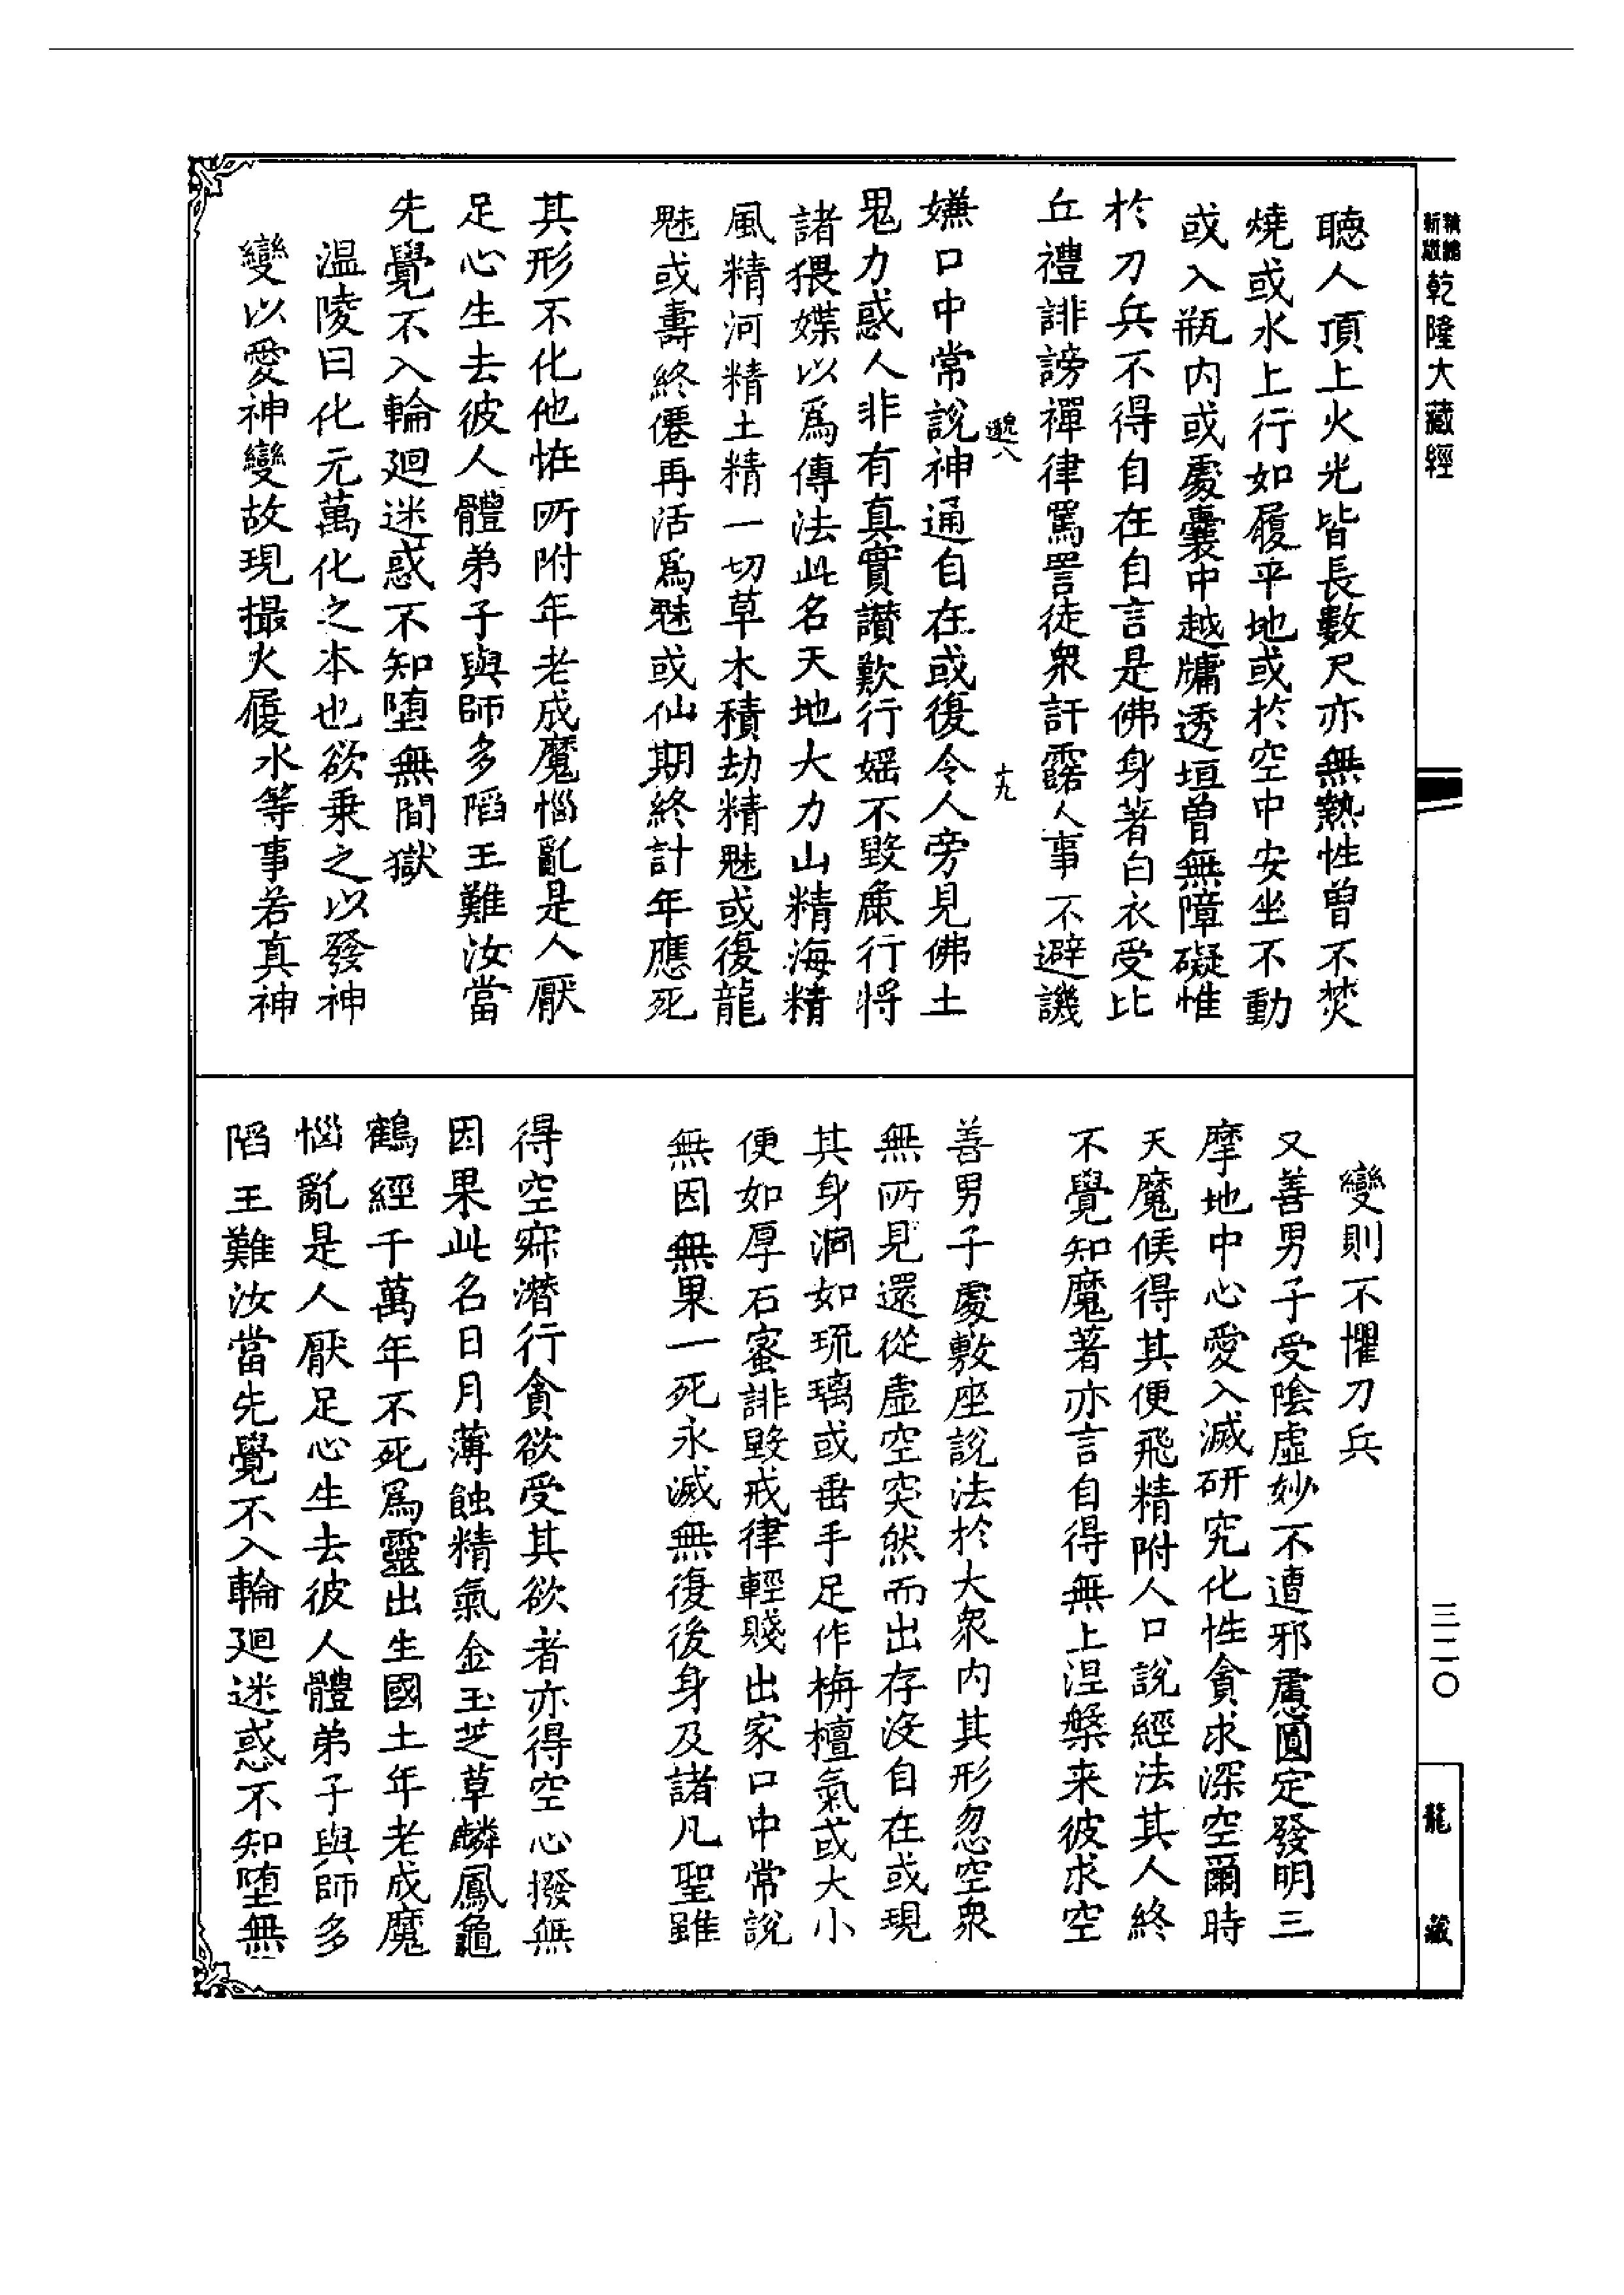 新版
乾隆大藏經
三二〇
龍藏
聽人頂上火光皆長數尺亦無熱性曾不焚
燒或水上行如履平地或於空中安坐不動
或入瓶内或處囊中越牗透垣曾無障礙惟
於刀兵不得自在自言是佛身著白衣受比
丘禮誹謗禪律罵詈徒衆訐露人事不避譏
十九
嫌口中常說神通自在或復令人旁見佛土
鬼力惑人非有真實讚歎行婬不毀麤行將
諸猥媟以爲傳法此名天地大力山精海精
風精河精土精一切草木積劫精魅或復龍
魅或壽終僊再活爲魅或仙期終計年應死
其形不化他恠所附年老成魔惱亂是人厭
足心生去彼人體弟子與師多陷王難汝當
先覺不入輪廻迷惑不知墮無間獄
温陵曰化元萬化之本也欲乗之以發神
變以愛神變故現撮火履水等事若真神
變則不懼刀兵
又善男子受陰虛妙不遭邪慮圓定發明三
摩地中心愛入滅研究化性貪求深空爾時
天魔候得其便飛精附人口說經法其人終
不覺知魔著亦言自得無上涅槃来彼求空
善男子處敷座說法於大衆内其形忽空衆
無所見還從虛空突然而出存沒自在或現
其身洞如琉璃或垂手足作栴檀氣或大小
便如厚石蜜誹毀戒律輕賤出家口中常說
無因無果一死永滅無復後身及諸凡聖雖
得空㝛潛行貪欲受其欲者亦得空心撥無
因果此名日月薄蝕精氣金玉芝草麟鳳龜
鶴經千萬年不死爲靈出生國土年老成魔
惱亂是人厭足心生去彼人體弟子與師多
陷王難汝當先覺不入輪廻迷惑不知墮無